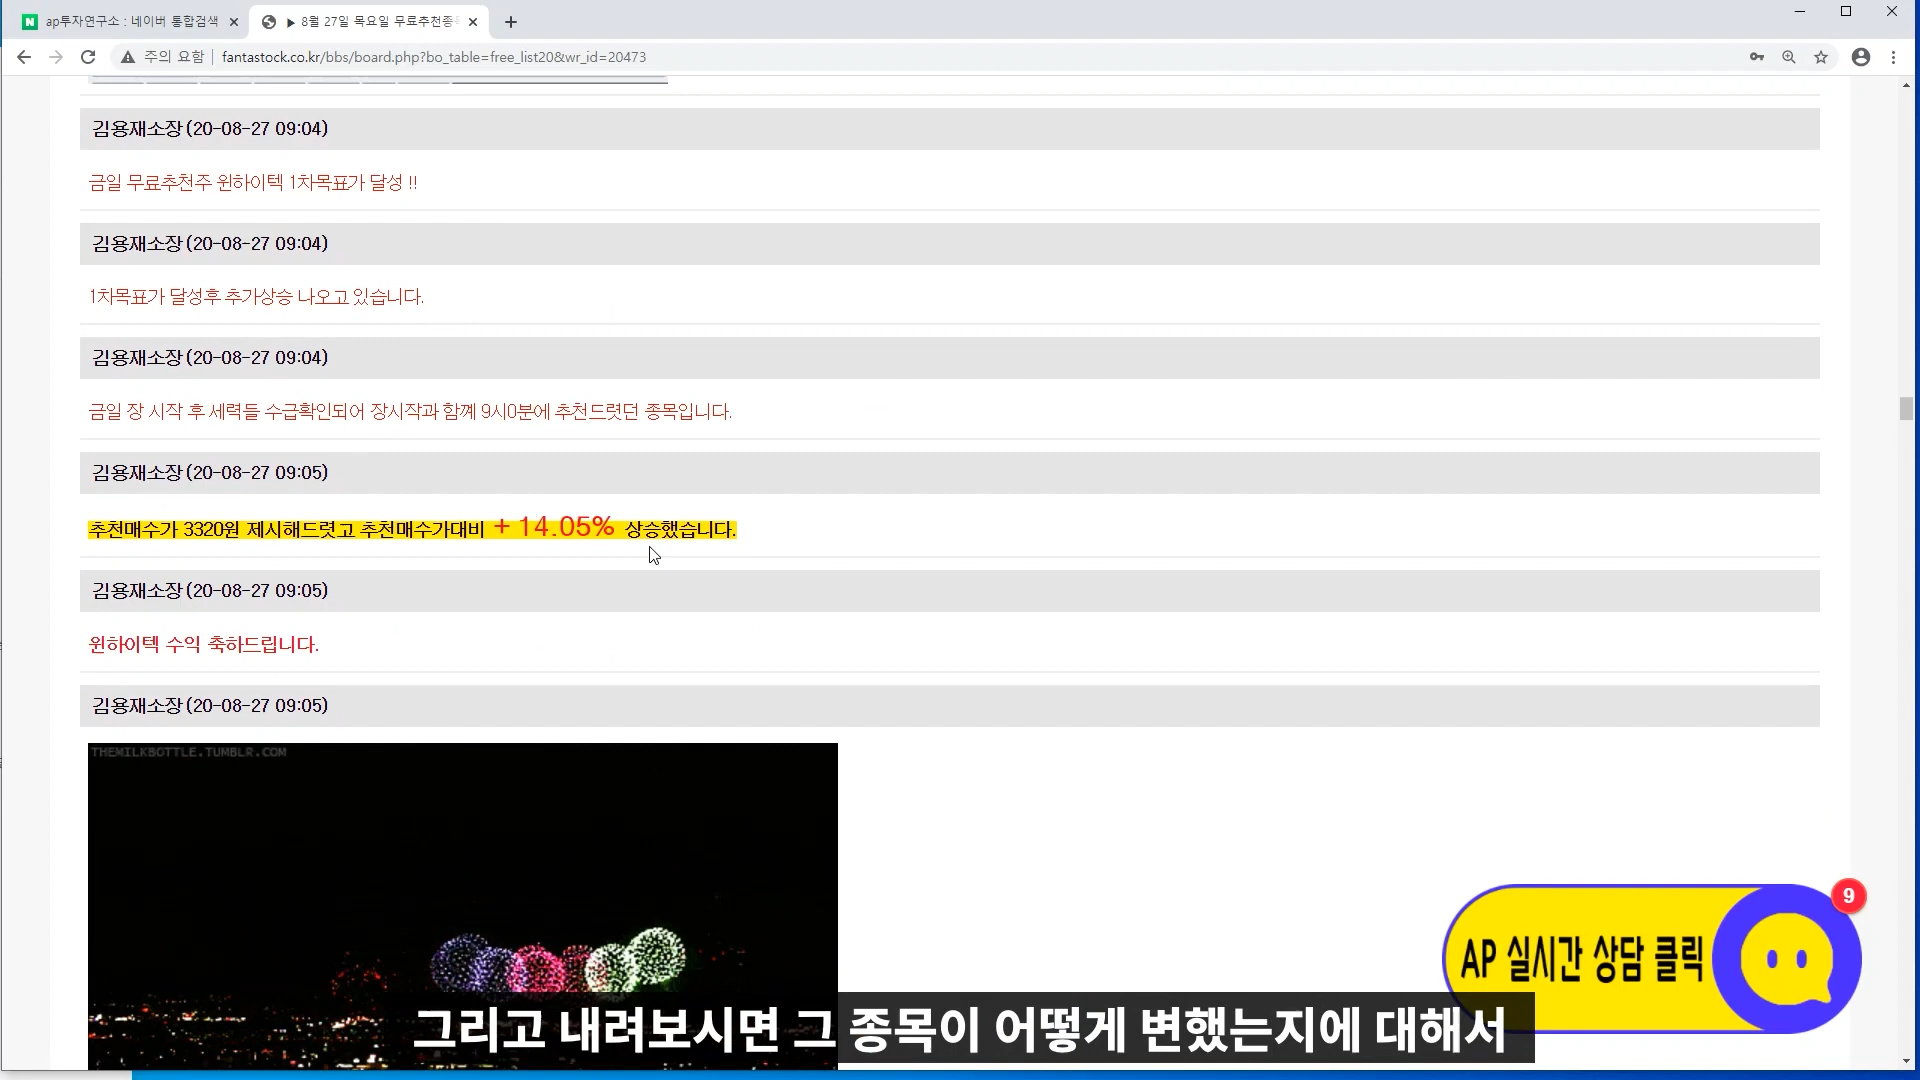 ap투자연구소 : 네이버 통합검색
▶ 8월 27일 목요일 무료추천종목
주의 요함
fantastock.co.kr/bbs/board.php?bo_table=free_list20&wr_id=20473
김용재소장 (20-08-27 09:04)
금일 무료추천주 윈하이텍 1차목표가 달성 !!
김용재소장 (20-08-27 09:04)
1차목표가 달성후 추가상승 나오고 있습니다.
김용재소장 (20-08-27 09:04)
금일 장 시작 후 세력들 수급확인되어 장시작과 함께 9시0분에 추천드렷던 종목입니다.
김용재소장 (20-08-27 09:05)
추천매수가 3320원 제시해드렷고 추천매수가대비 + 14.05% 상승했습니다.
김용재소장 (20-08-27 09:05)
윈하이텍 수익 축하드립니다.
김용재소장 (20-08-27 09:05)
THEMILKBOTTLE.TUMBLR.COM
9
AP 실시간 상담 클릭
그리고 내려보시면 그 종목이 어떻게 변했는지에 대해서